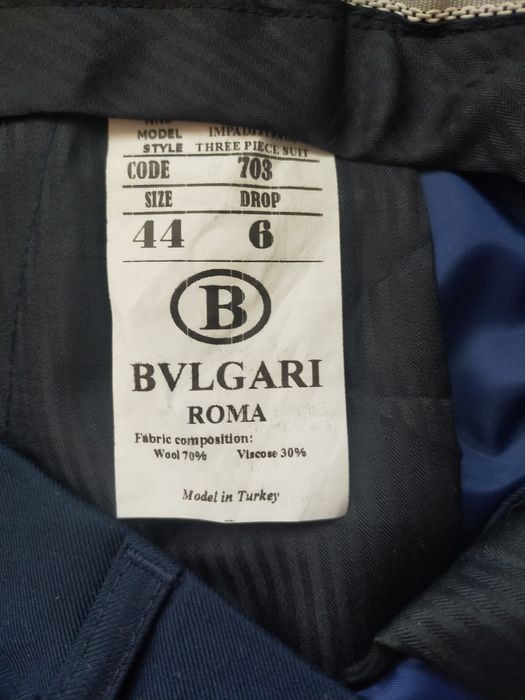 MODEL
STYLE THREE PIECE SUIT
CODE 703
SIZE DROP
44 6
B
BVLGARI
ROMA
Fabric composition:
Wool 70% Viscose 30%
Model in Turkey